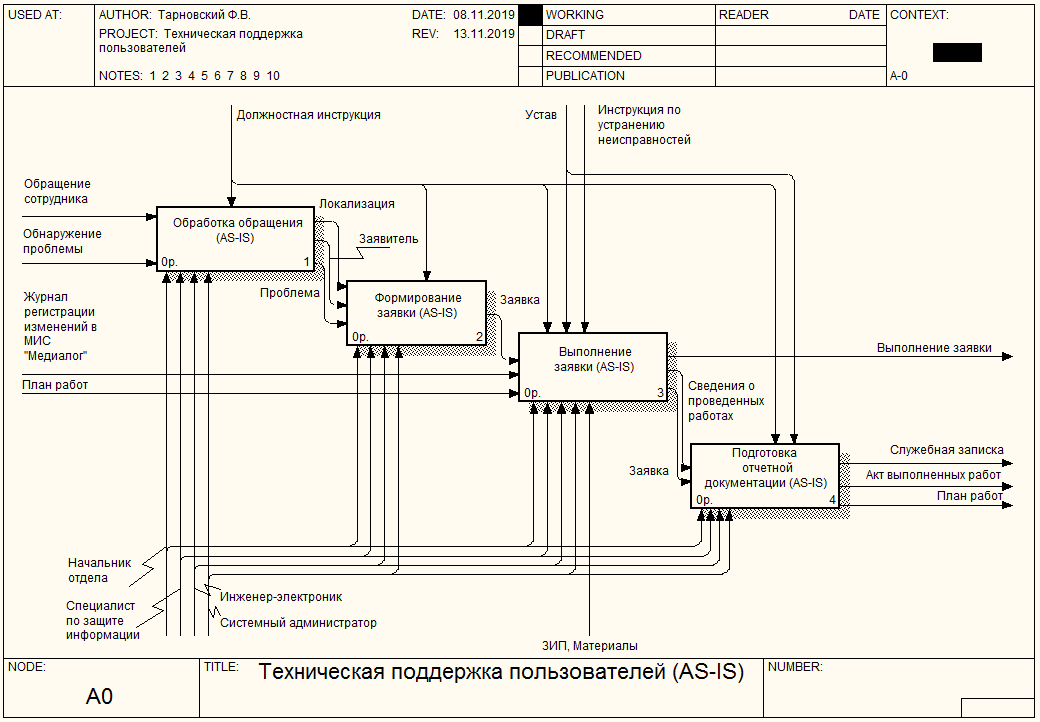 USED AT:
AUTHOR: Тарновский Ф.В.
DATE: 08.11.2019
PROJECT: Техническая поддержка
пользователей
REV: 13.11.2019
NOTES: 1 2 3 4 5 6 7 8 9 10
WORKING
DRAFT
RECOMMENDED
PUBLICATION
READER
DATE
CONTEXT:
A-0
Должностная инструкция
Устав
Инструкция по
устранению
неисправностей
Обращение
сотрудника
Обнаружение
проблемы
Обработка обращения
(AS-IS)
0р.
1
Локализация
Заявитель
Проблема
Журнал
регистрации
изменений в
МИС
"Медиалог"
План работ
Формирование
заявки (AS-IS)
0р.
2
Заявка
Выполнение
заявки (AS-IS)
0р.
3
Выполнение заявки
Сведения о
проведенных
работах
Заявка
Подготовка
отчетной
документации (AS-IS)
0р.
4
Служебная записка
Акт выполненных работ
План работ
Начальник
отдела
Специалист
по защите
информации
Инженер-электроник
Системный администратор
ЗИП, Материалы
NODE:
A0
TITLE:
Техническая поддержка пользователей (AS-IS)
NUMBER: